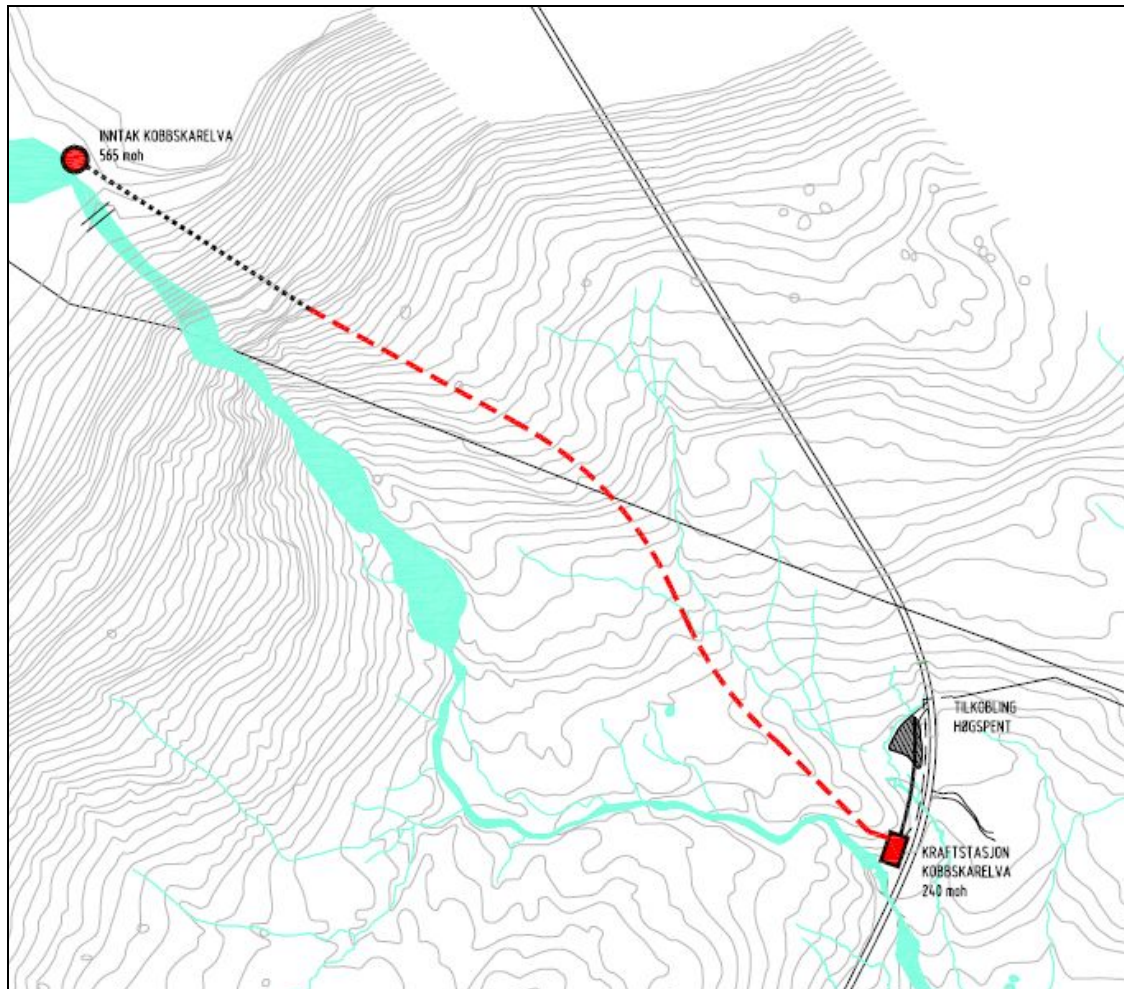 INNTAK KOBBSKARELVA
565 moh
TILKOBLING
HØGSPENT
KRAFTSTASJON
KOBBSKARELVA
240 moh